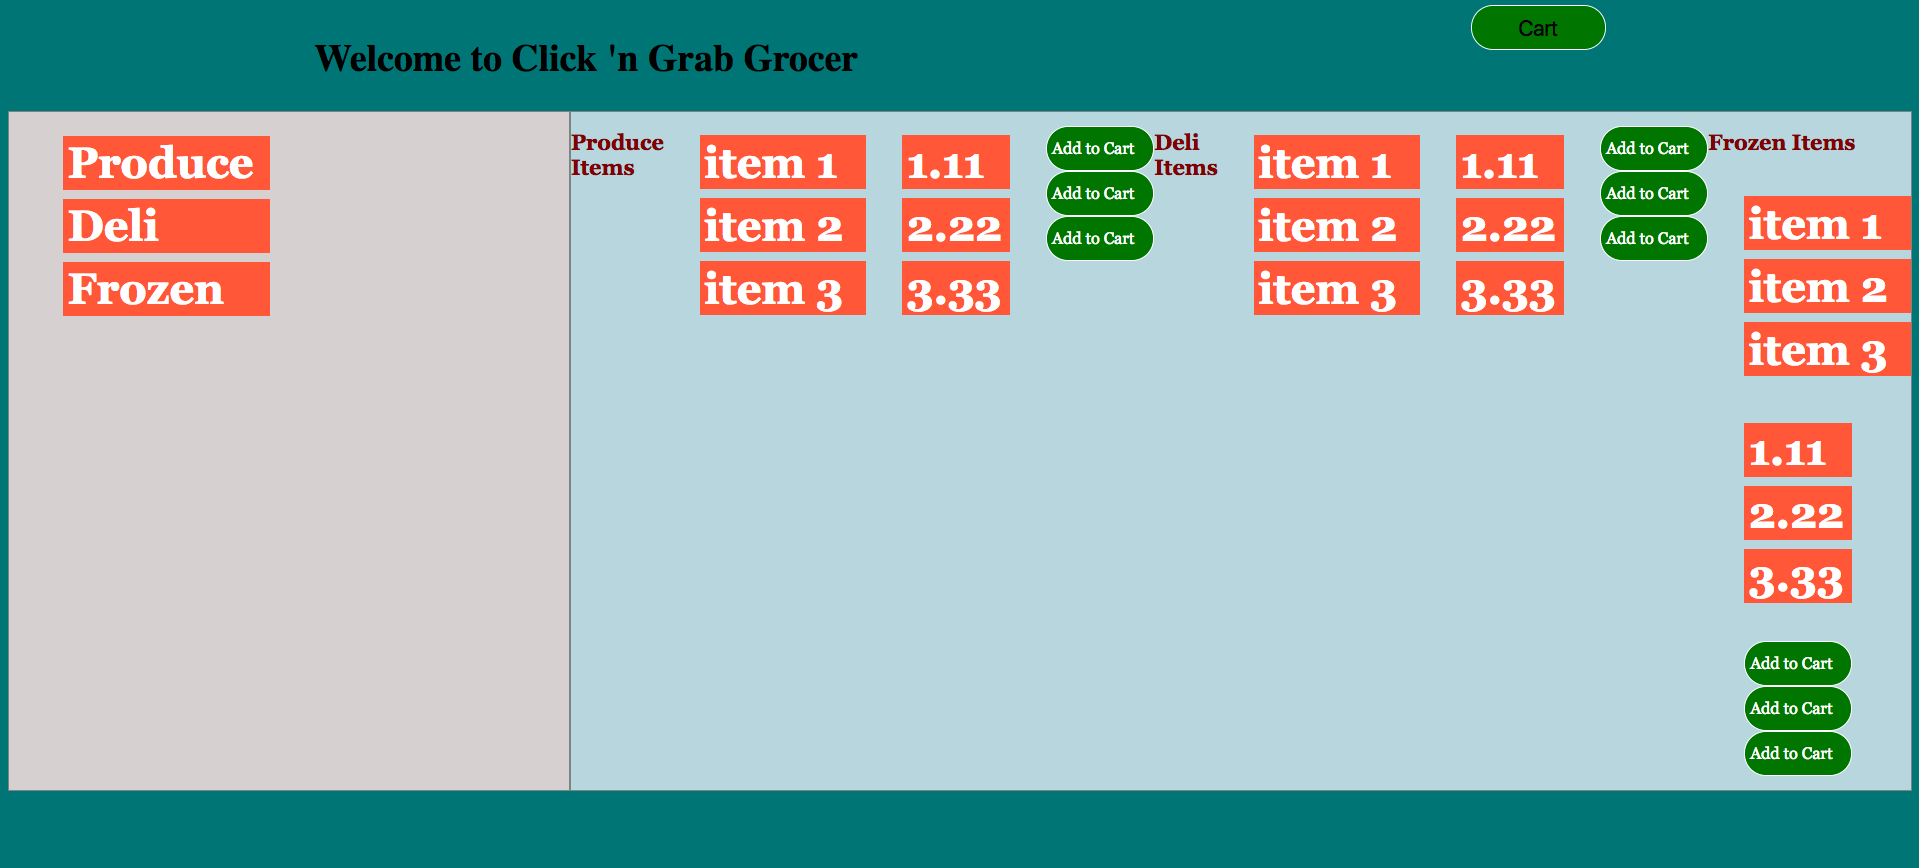 Cart
Welcome to Click 'n Grab Grocer
Produce
Deli
Frozen
Produce
Items
item 1
item 2
item 3
1.11
2.22
3.33
Add to Cart
Add to Cart
Add to Cart
Deli
Items
item 1
item 2
item 3
1.11
2.22
3.33
Add to Cart
Add to Cart
Add to Cart
Frozen Items
item 1
item 2
item 3
1.11
2.22
3.33
Add to Cart
Add to Cart
Add to Cart